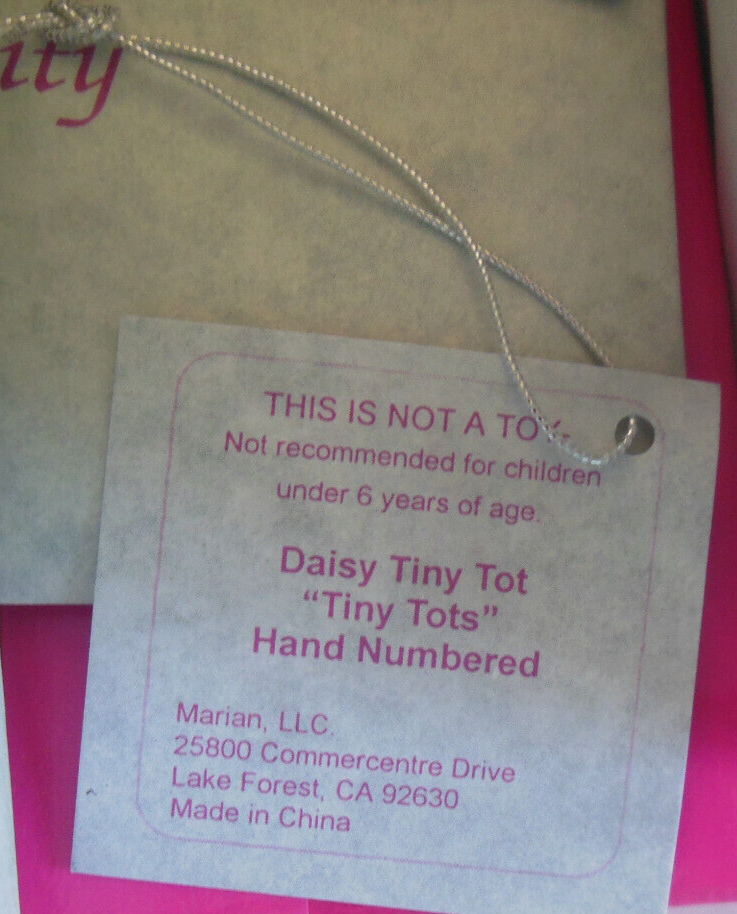 ity
THIS IS NOT A TOY.
Not recommended for children
under 6 years of age.
Daisy Tiny Tot
“Tiny Tots”
Hand Numbered
Marian, LLC.
25800 Commercentre Drive
Lake Forest, CA 92630
Made in China